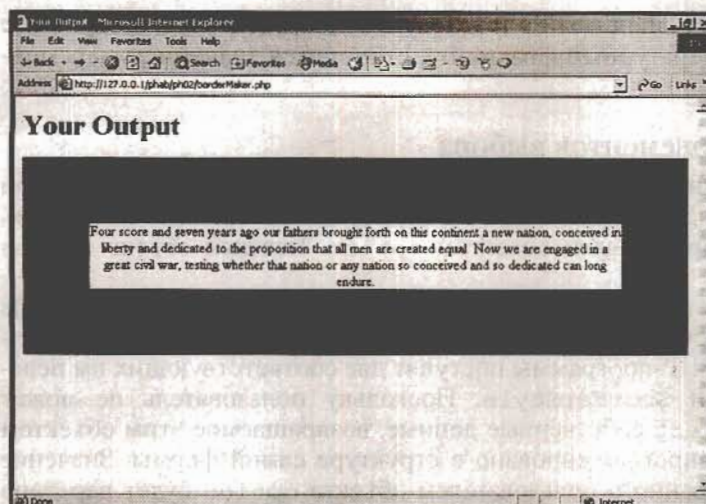 Your Output - Microsoft Internet Explorer
File Edit View Favorites Tools Help
Back Search Favorites Media
Address http://127.0.0.1/phab/ph02/borderMaker.php Go Links
Your Output
Four score and seven years ago our fathers brought forth on this continent a new nation, conceived in
liberty and dedicated to the proposition that all men are created equal. Now we are engaged in a
great civil war, testing whether that nation or any nation so conceived and so dedicated can long
endure.
Done Internet